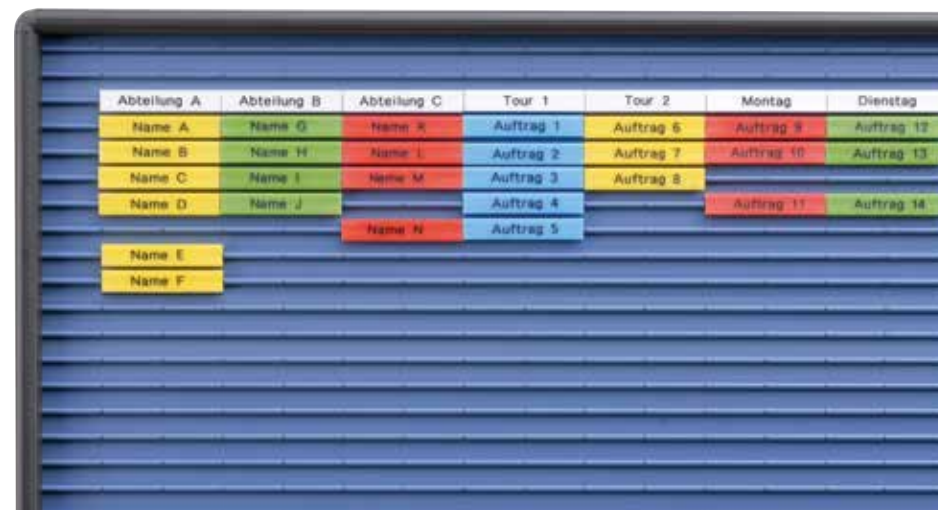 Abteilung A Abteilung B Abteilung C Tour 1 Tour 2 Montag Dienstag
Name A Name G Name K Auftrag 1 Auftrag 6 Auftrag 9 Auftrag 12
Name B Name H Name L Auftrag 2 Auftrag 7 Auftrag 10 Auftrag 13
Name C Name I Name M Auftrag 3 Auftrag 8
Name D Name J Auftrag 4 Auftrag 11 Auftrag 14
Name N Auftrag 5
Name E
Name F